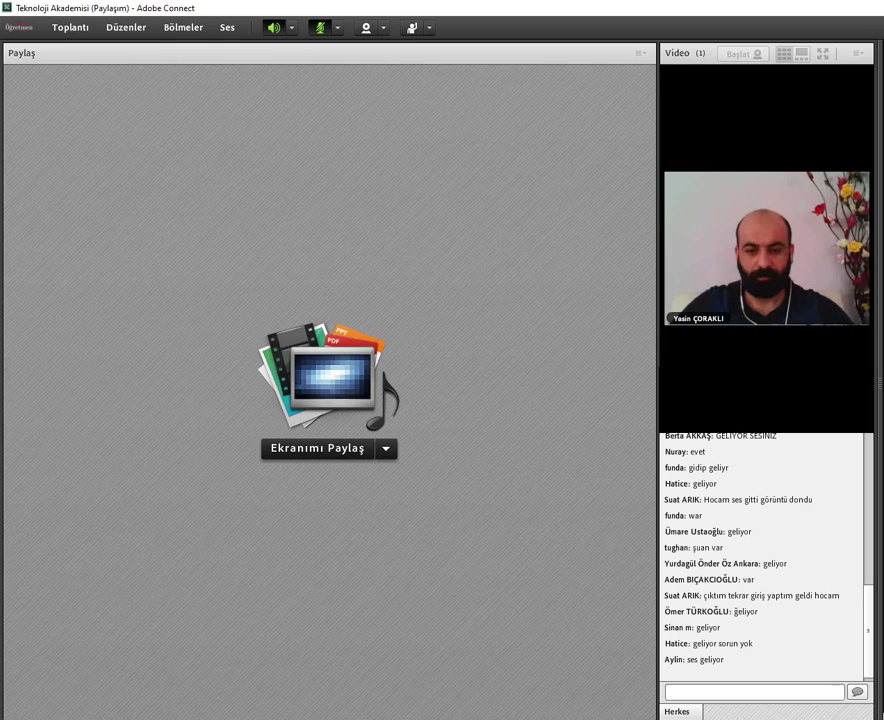 Teknoloji Akademisi (Paylaşım) - Adobe Connect
Öğretmen Toplantı Düzenler Bölmeler Ses
Paylaş
Video (1) Başlat
PPT
PDF
Ekranımı Paylaş
Yasin ÇORAKLI
Berta AKKAŞ: GELİYOR SESİNİZ
Nuray: evet
funda: gidip geliyr
Hatice: geliyor
Suat ARIK: Hocam ses gitti görüntü dondu
funda: war
Ümare Ustaoğlu: geliyor
tughan: şuan var
Yurdagül Önder Öz Ankara: geliyor
Adem BIÇAKCIOĞLU: var
Suat ARIK: çıktım tekrar giriş yaptım geldi hocam
Ömer TÜRKOĞLU: ğeliyor
Sinan m: geliyor
Hatice: geliyor sorun yok
Aylin: ses geliyor
Herkes